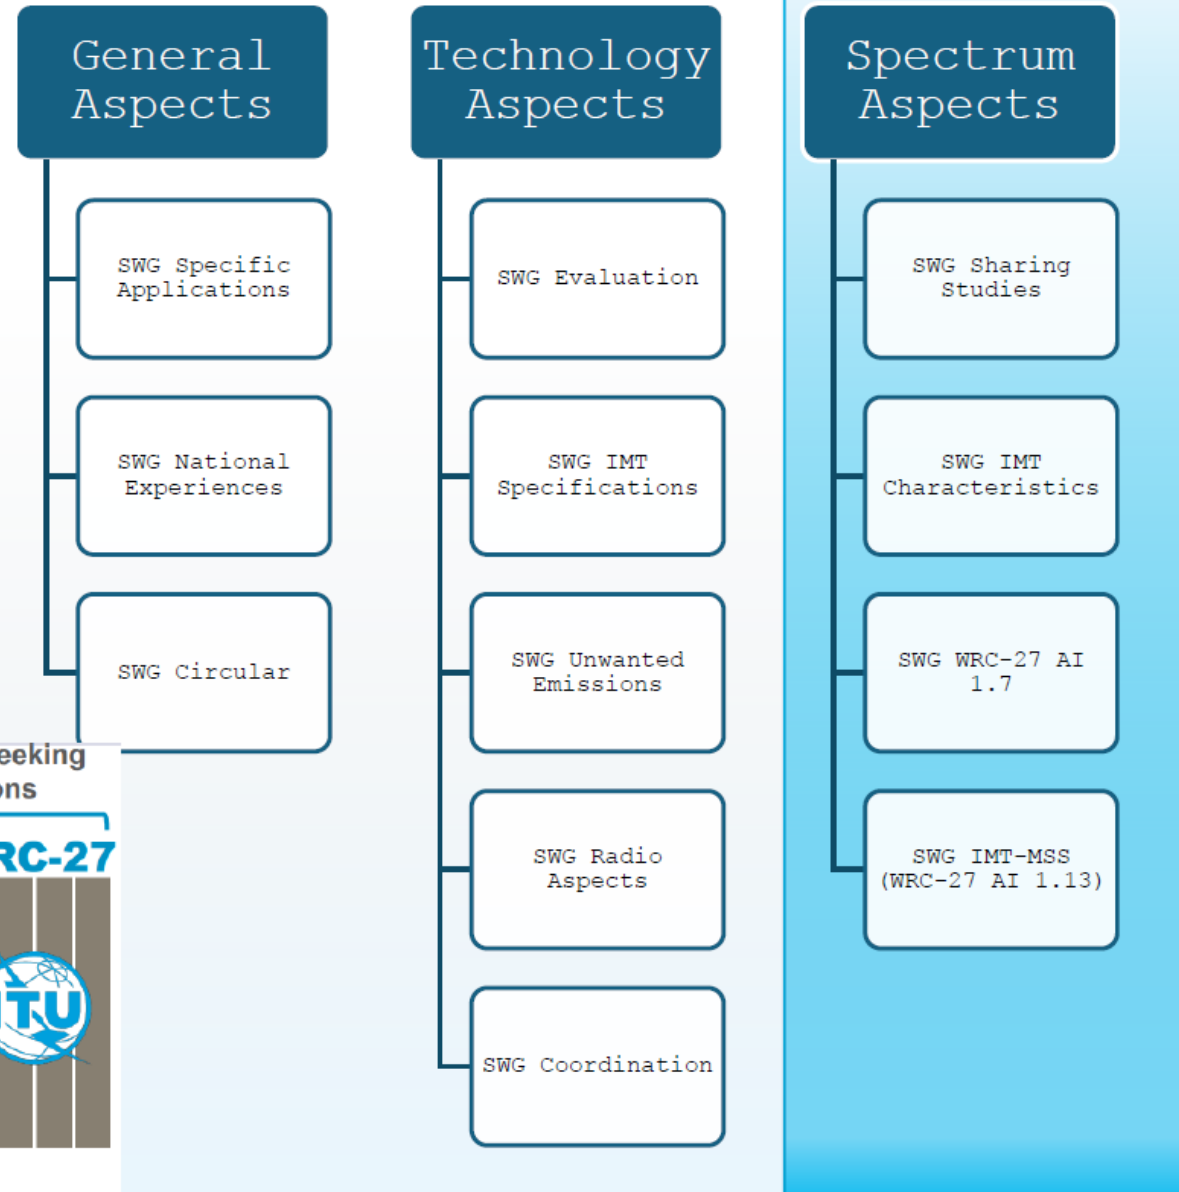 General
Aspects
SWG Specific
Applications
SWG National
Experiences
SWG Circular
Technology
Aspects
SWG Evaluation
SWG IMT
Specifications
SWG Unwanted
Emissions
SWG Radio
Aspects
SWG Coordination
Spectrum
Aspects
SWG Sharing
Studies
SWG IMT
Characteristics
SWG WRC-27 AI
1.7
SWG IMT-MSS
(WRC-27 AI 1.13)
eeking
ons
RC-27
ITU